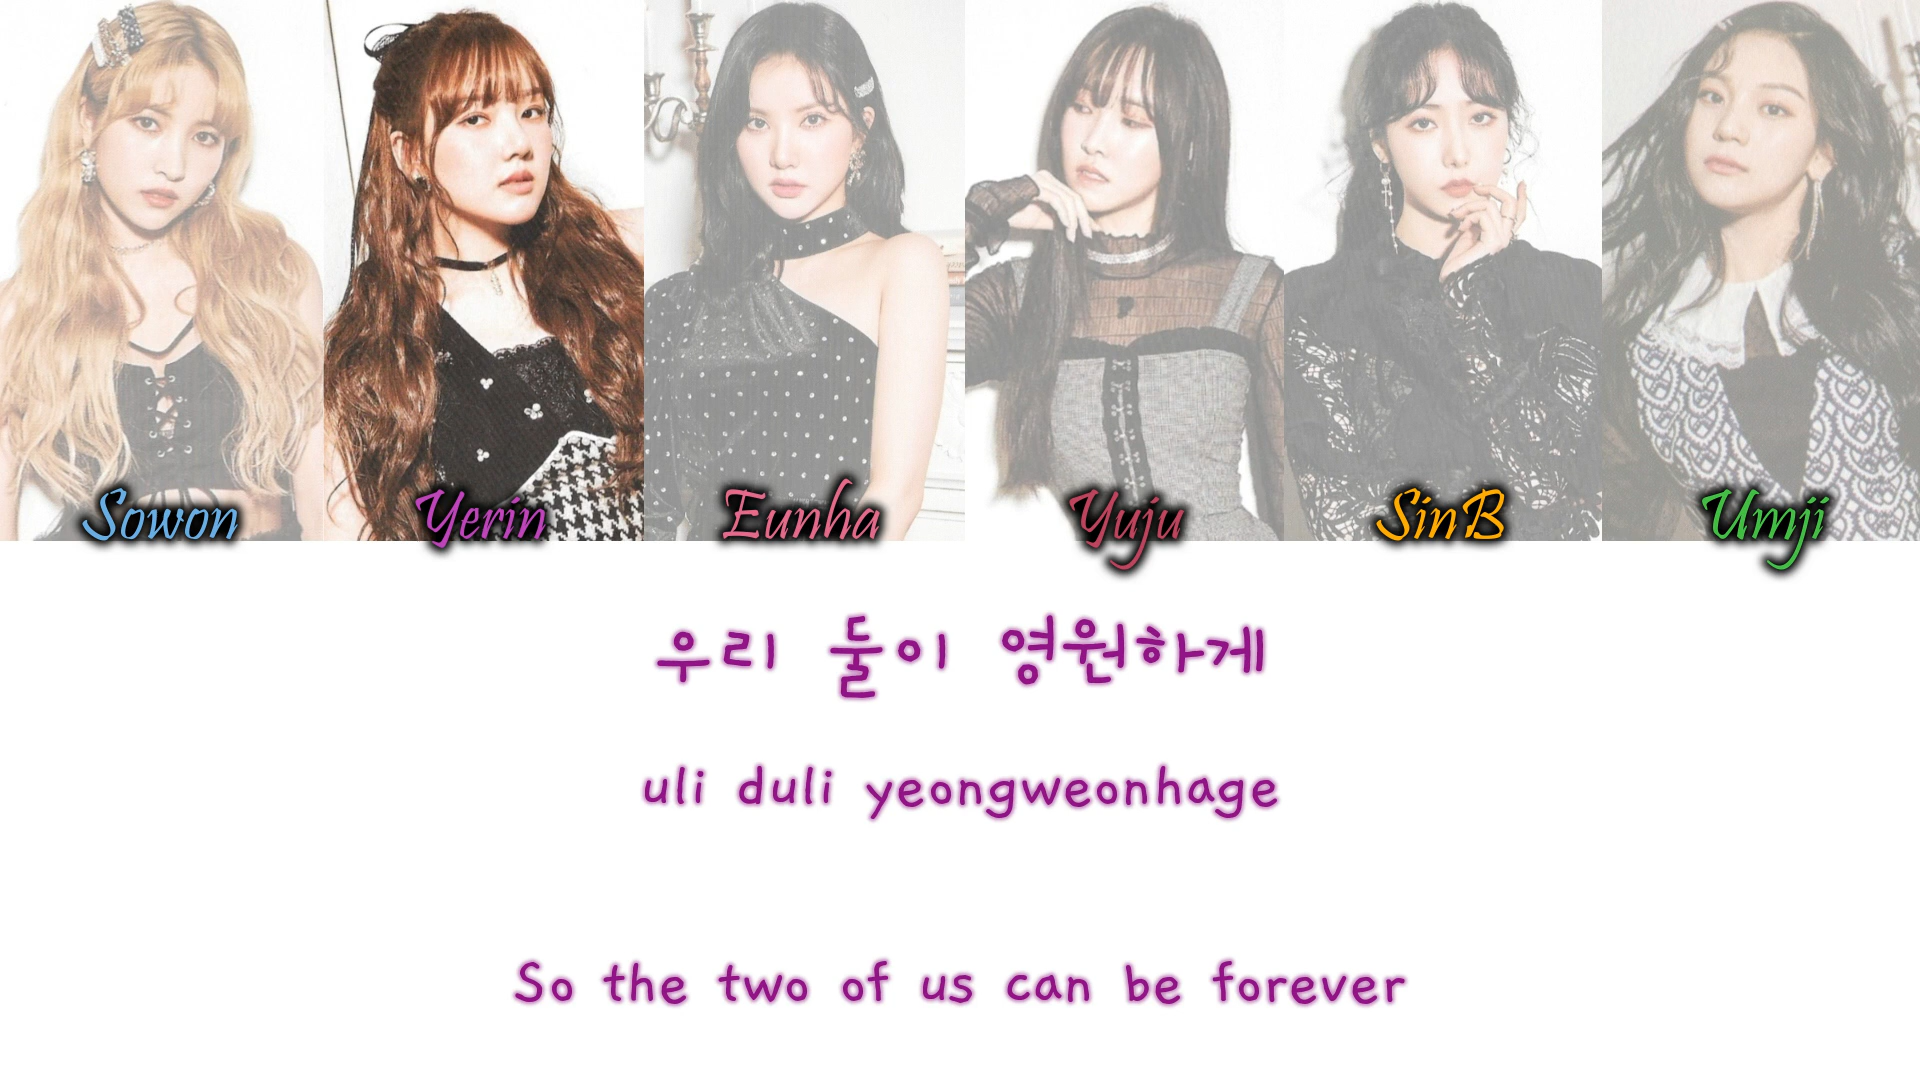 Sowon Yerin Eunha Yuju SinB Umji
우리 둘이 영원하게
uli duli yeongweonhage
So the two of us can be forever